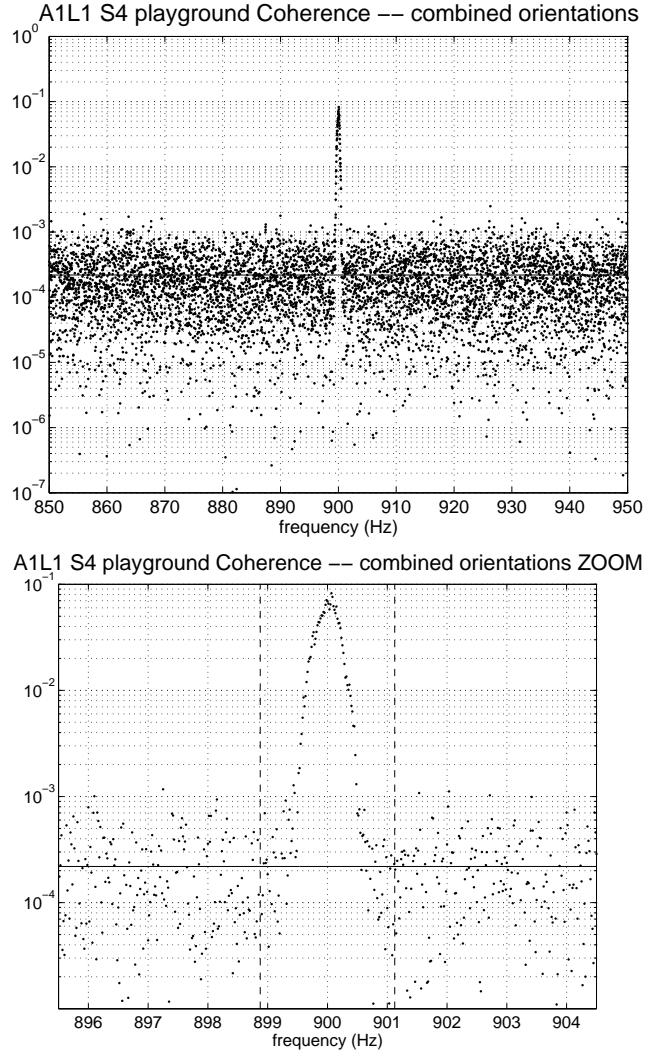 A1L1 S4 playground Coherence −− combined orientations
10^0
10^-1
10^-2
10^-3
10^-4
10^-5
10^-6
10^-7
850 860 870 880 890 900 910 920 930 940 950
frequency (Hz)
A1L1 S4 playground Coherence −− combined orientations ZOOM
10^-1
10^-2
10^-3
10^-4
896 897 898 899 900 901 902 903 904
frequency (Hz)